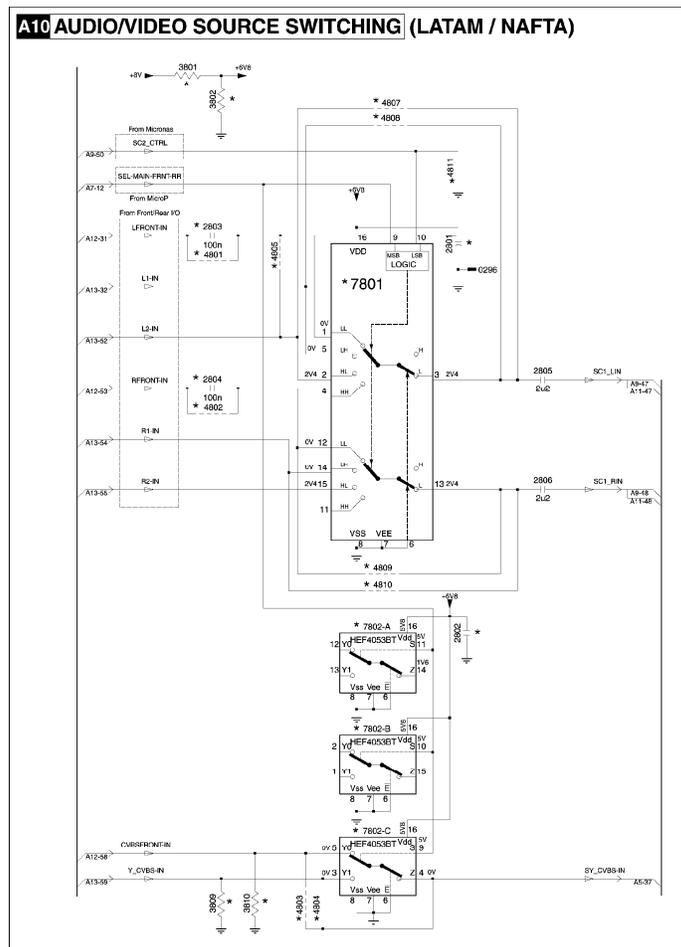 A10 AUDIO/VIDEO SOURCE SWITCHING (LATAM / NAFTA)
3801
+8V
+6V8
*
3802 *
* 4807
* 4808
From Micronas
SC2_CTRL
A9-50
SEL-MAIN-FRNT-RR
A7-12
From MicroP
* 4811
+6V8
From Front/Rear I/O
LFRONT-IN
A12-31
* 2803
100n
* 4801
* 4805
16 9 10
VDD
MSB LSB
LOGIC
2801 *
0296
* 7801
L1-IN
A13-32
L2-IN
A13-52
0V
1 LL
0V 5 LH
2V4 2 HL
4 HH
H
L
3 2V4
2805
2u2
SC1_LIN
A9-47
A11-47
RFRONT-IN
A12-53
* 2804
100n
* 4802
R1-IN
A13-54
0V 12 LL
0V 14 LH
R2-IN
A13-55
2V4 15 HL
11 HH
H
L
13 2V4
2806
2u2
SC1_RIN
A9-48
A11-48
VSS VEE
8 7 6
* 4809
* 4810
+6V8
2802 *
* 7802-A
5V8 16
HEF4053BT Vdd 5V
12 Y0 S 11
1V6
13 Y1 Z 14
Vss Vee E
8 7 6
* 7802-B
5V8 16
HEF4053BT Vdd 5V
2 Y0 S 10
1 Y1 Z 15
Vss Vee E
8 7 6
* 7802-C
5V8 16
HEF4053BT Vdd 5V
CVBSFRONT-IN
A12-58
0V 5 Y0 S 9
Y_CVBS-IN
A13-59
0V 3 Y1 Z 4 0V
SY_CVBS-IN
A5-37
Vss Vee E
8 7 6
3809 *
3810 *
* 4803
* 4804